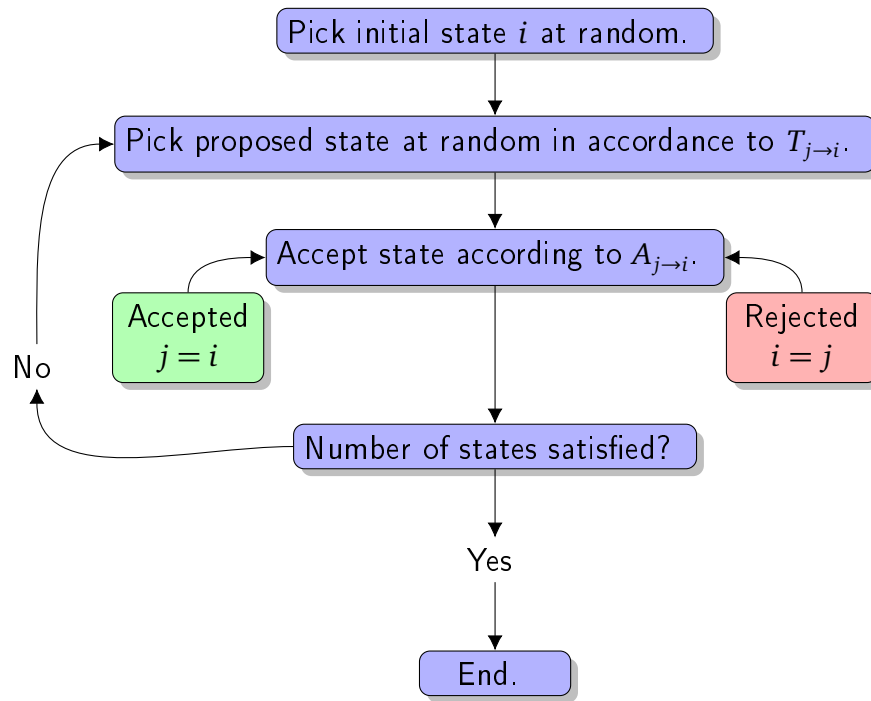 Pick initial state i at random.
Pick proposed state at random in accordance to T_{j→i}.
Accept state according to A_{j→i}.
Accepted
j = i
Rejected
i = j
No
Number of states satisfied?
Yes
End.